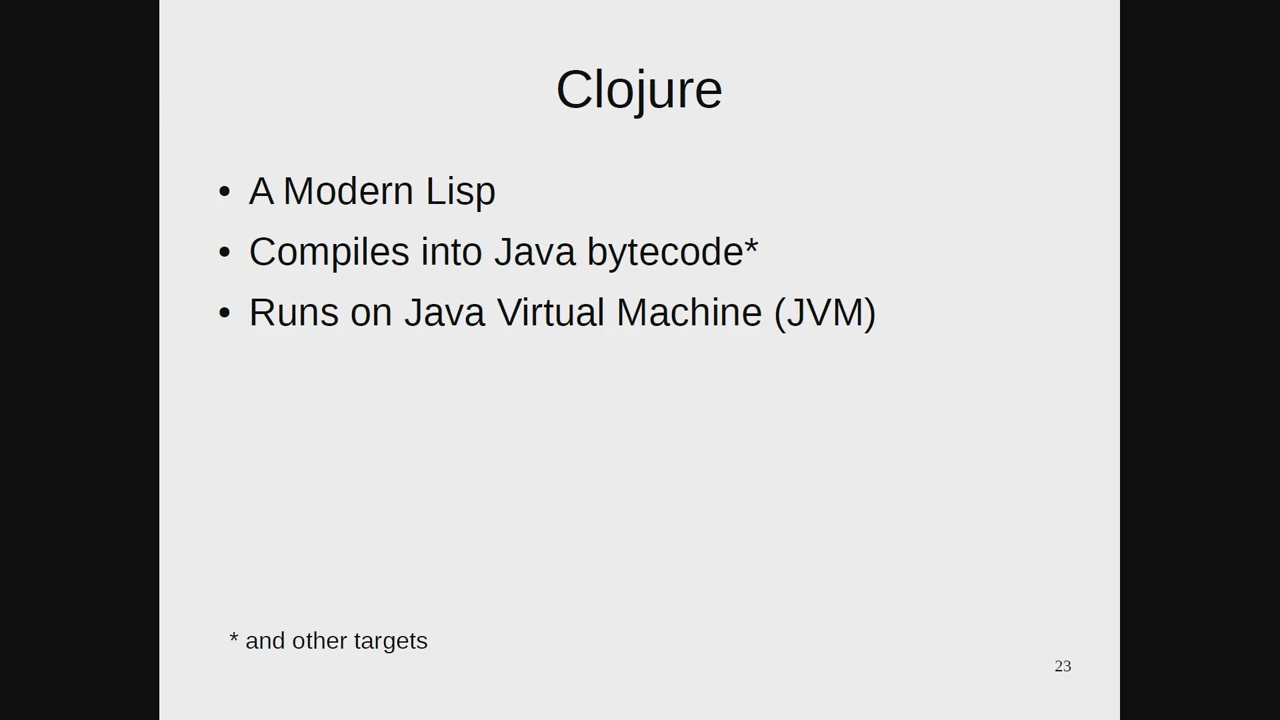 Clojure
• A Modern Lisp
• Compiles into Java bytecode*
• Runs on Java Virtual Machine (JVM)
* and other targets
23